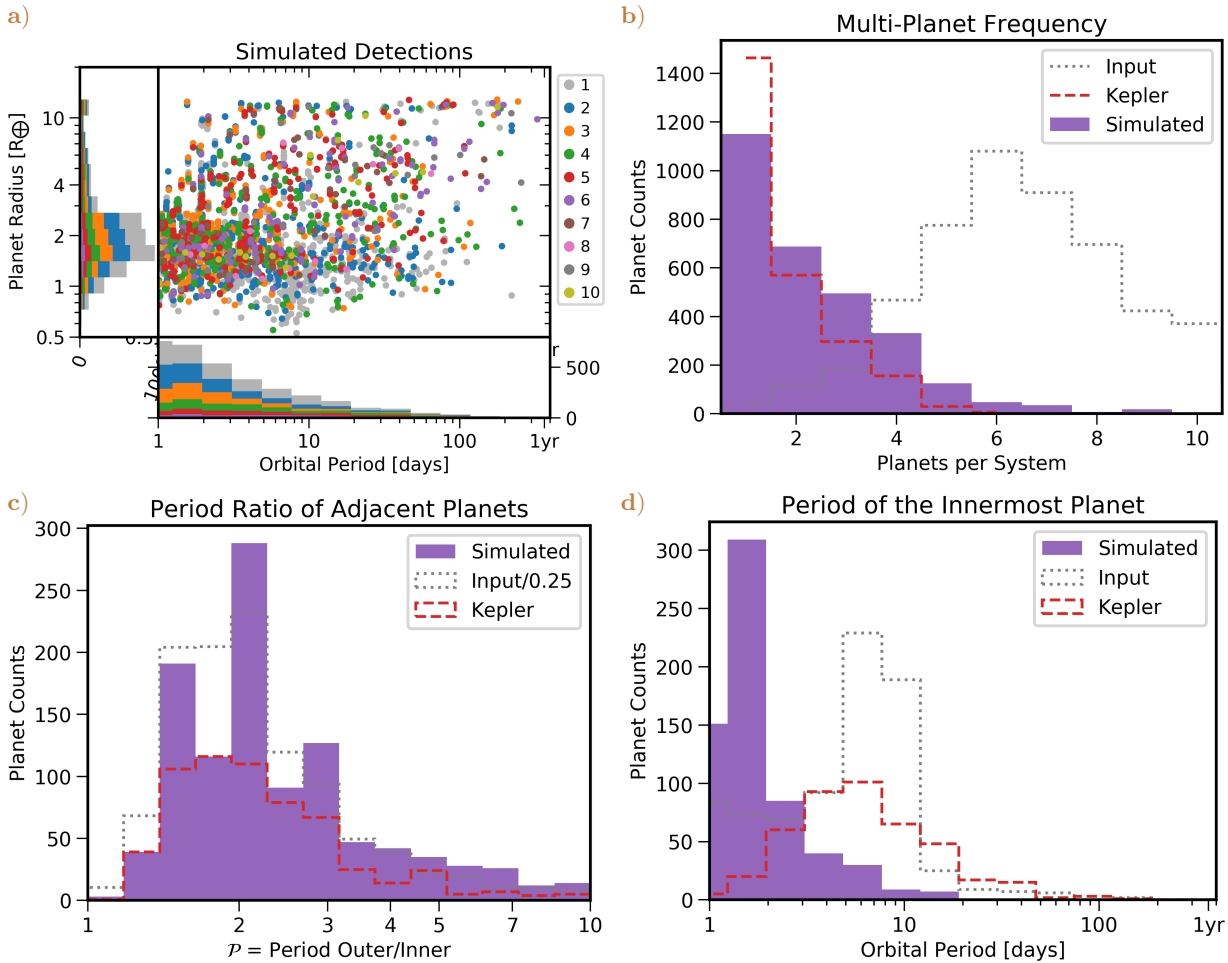 a)
Simulated Detections
Planet Radius [R⊕]
10
4
2
1
0.5
1
2
3
4
5
6
7
8
9
10
0
500
0
1
10
100
1yr
Orbital Period [days]
b)
Multi-Planet Frequency
Input
Kepler
Simulated
Planet Counts
1400
1200
1000
800
600
400
200
0
2
4
6
8
10
Planets per System
c)
Period Ratio of Adjacent Planets
Simulated
Input/0.25
Kepler
Planet Counts
300
250
200
150
100
50
0
1
2
3
4
5
7
10
𝒫 = Period Outer/Inner
d)
Period of the Innermost Planet
Simulated
Input
Kepler
Planet Counts
300
250
200
150
100
50
0
1
10
100
1yr
Orbital Period [days]